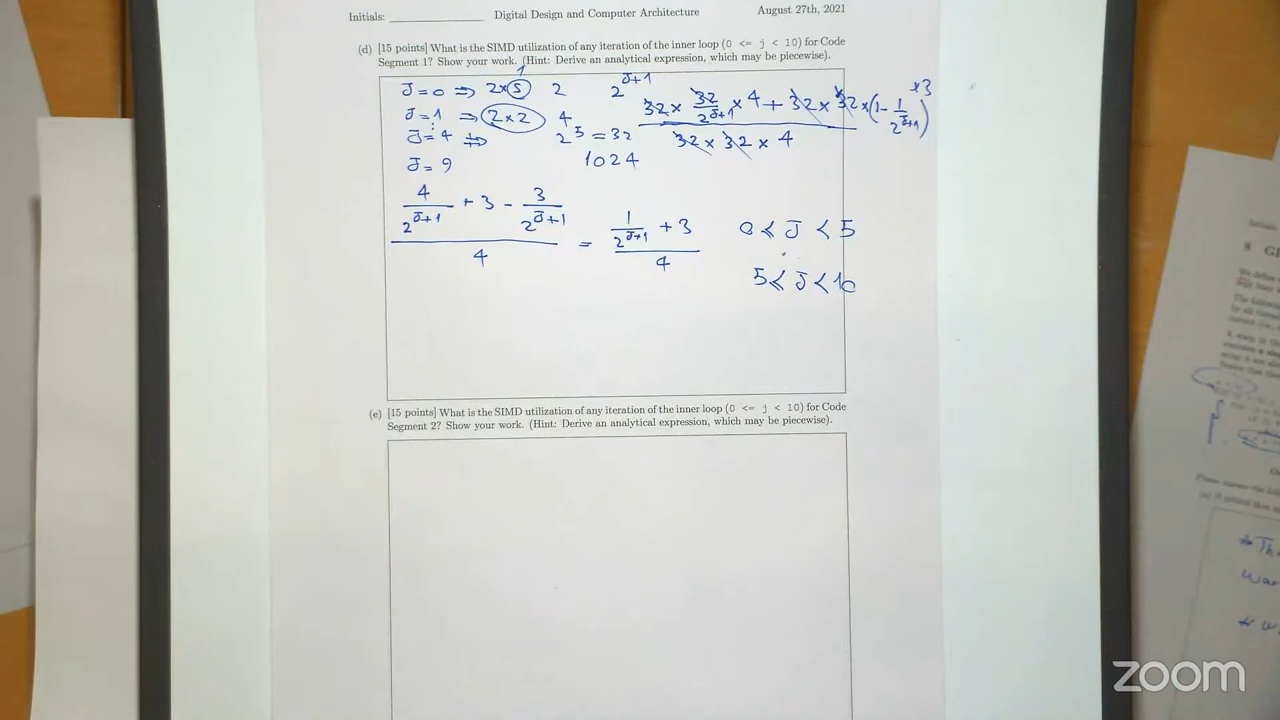 Initials: ____________ Digital Design and Computer Architecture August 27th, 2021
(d) [15 points] What is the SIMD utilization of any iteration of the inner loop (0 <= j < 10) for Code
Segment 1? Show your work. (Hint: Derive an analytical expression, which may be piecewise).
J=0 ⇒ 2×5 1 2 2^(J+1)
J=1 ⇒ 2×2 4
J=4 ⇒ 2^5 = 32
J=9 1024
(32 × 32/2^(J+1) × 4 + 32 × 32 × (1 - 1/2^(J+1)) × 3) / (32 × 32 × 4)
(4/2^(J+1) + 3 - 3/2^(J+1)) / 4 = (1/2^(J+1) + 3) / 4 0 ⩽ J < 5
5 ⩽ J < 10
(e) [15 points] What is the SIMD utilization of any iteration of the inner loop (0 <= j < 10) for Code
Segment 2? Show your work. (Hint: Derive an analytical expression, which may be piecewise).
zoom